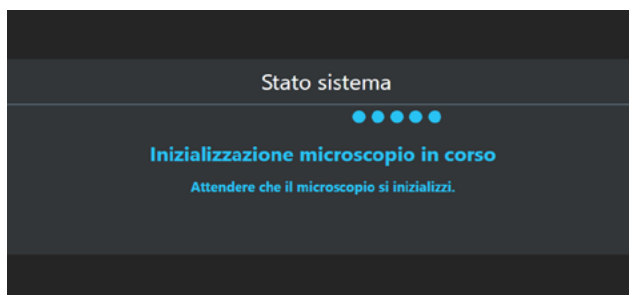 Stato sistema
Inizializzazione microscopio in corso
Attendere che il microscopio si inizializzi.